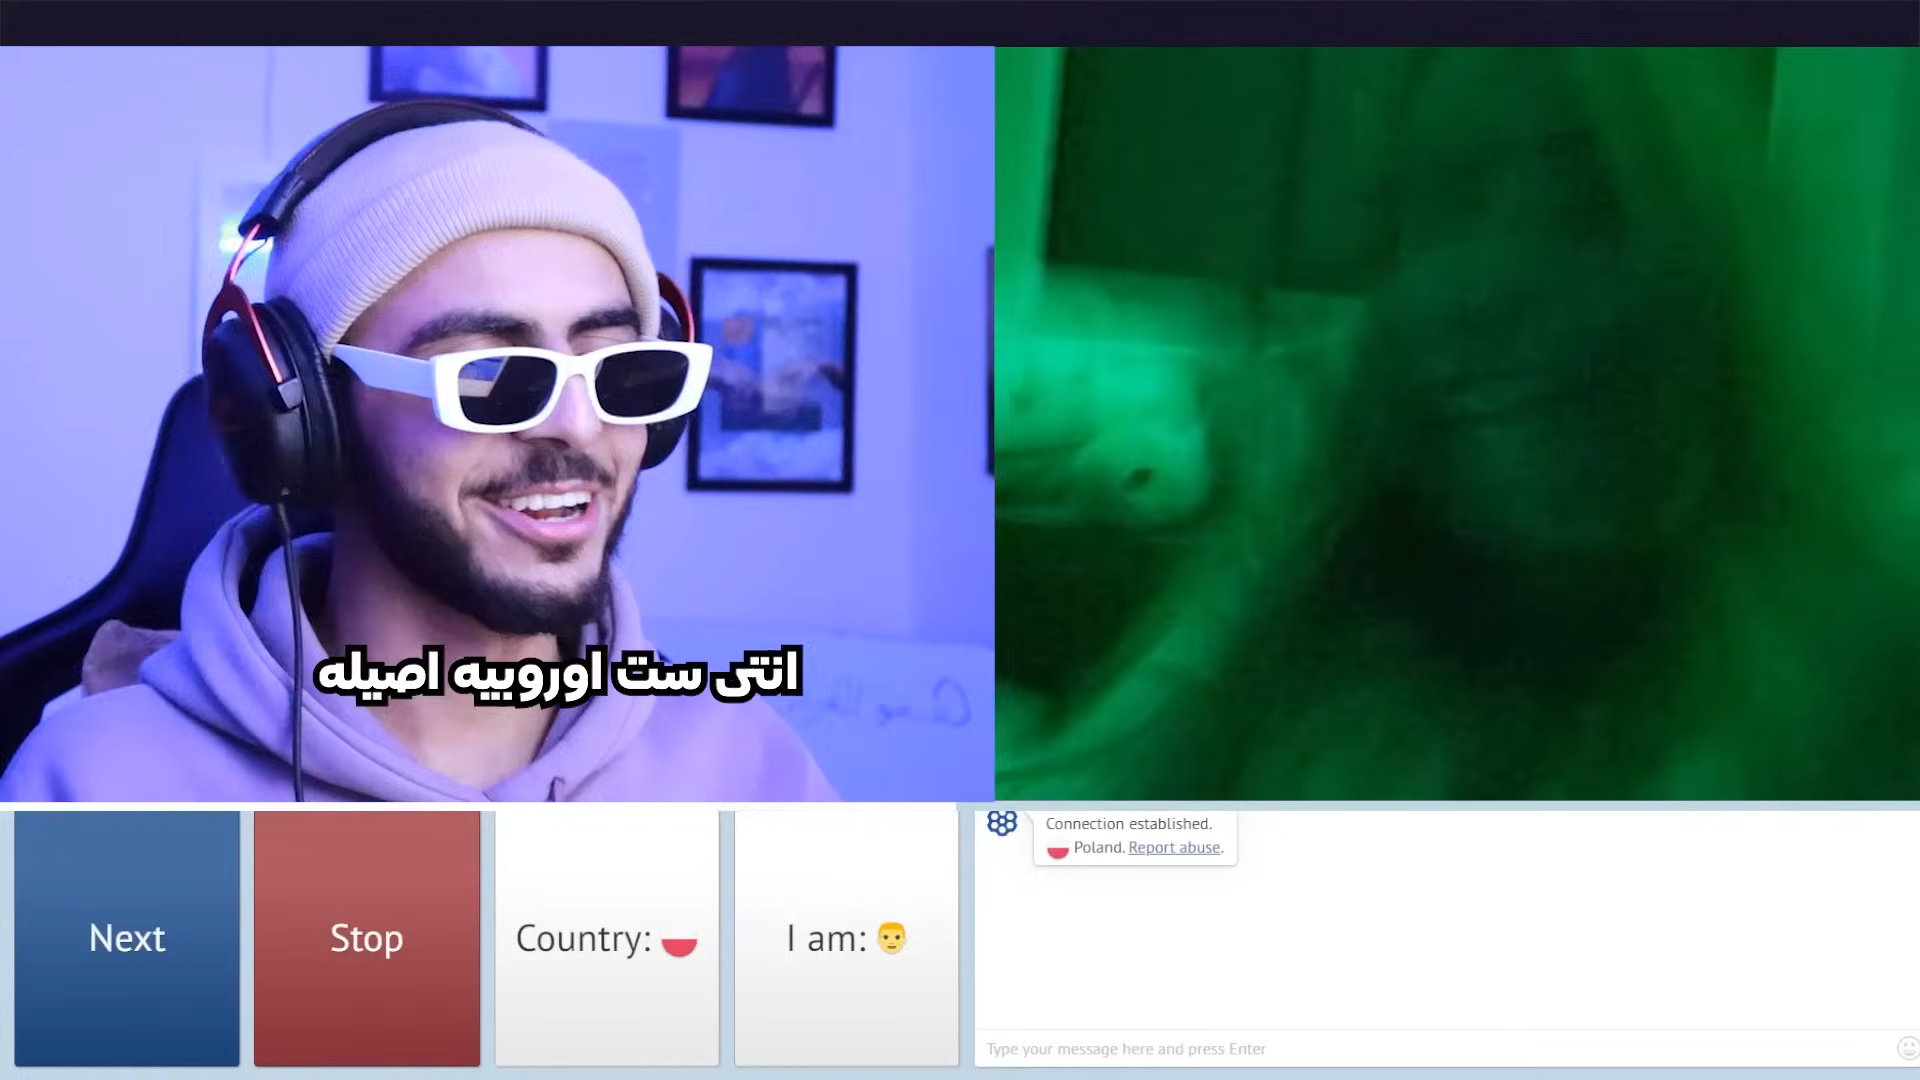 انتي ست اوروبيه اصيله
Connection established.
Poland. Report abuse.
Next
Stop
Country:
I am:
Type your message here and press Enter